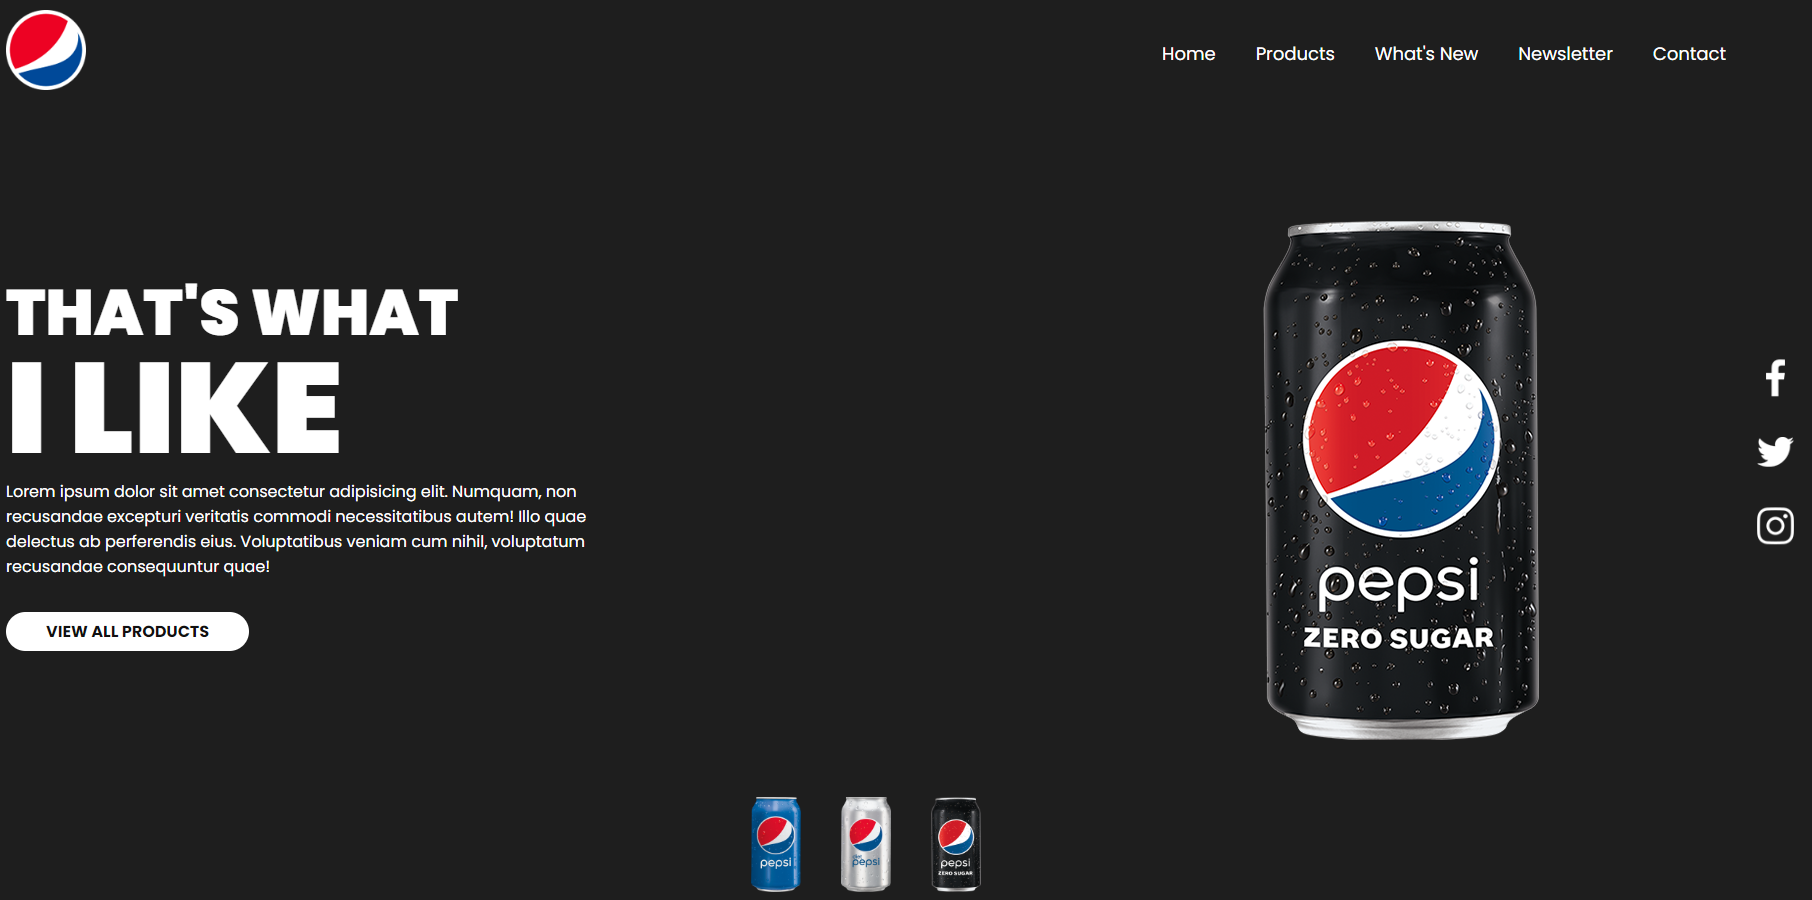 Home Products What's New Newsletter Contact
THAT'S WHAT
I LIKE
Lorem ipsum dolor sit amet consectetur adipisicing elit. Numquam, non
recusandae excepturi veritatis commodi necessitatibus autem! Illo quae
delectus ab perferendis eius. Voluptatibus veniam cum nihil, voluptatum
recusandae consequuntur quae!
VIEW ALL PRODUCTS
pepsi
ZERO SUGAR
pepsi
diet
pepsi
pepsi
ZERO SUGAR